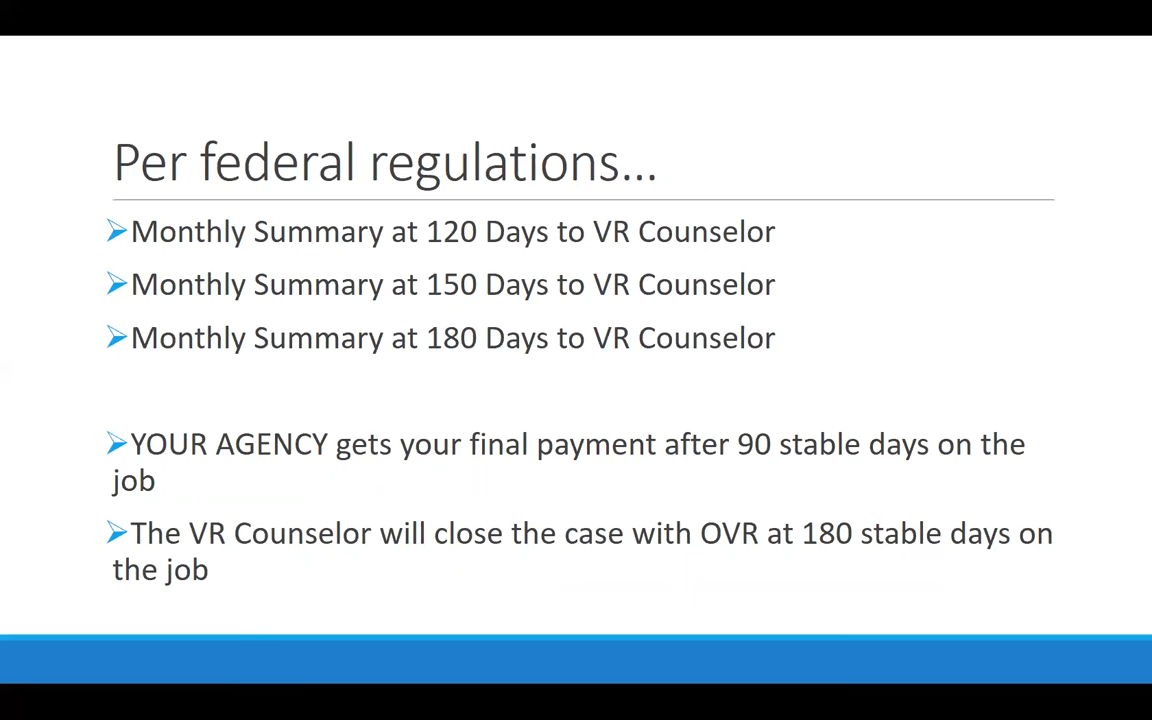 Per federal regulations...
➢Monthly Summary at 120 Days to VR Counselor
➢Monthly Summary at 150 Days to VR Counselor
➢Monthly Summary at 180 Days to VR Counselor
➢YOUR AGENCY gets your final payment after 90 stable days on the
job
➢The VR Counselor will close the case with OVR at 180 stable days on
the job